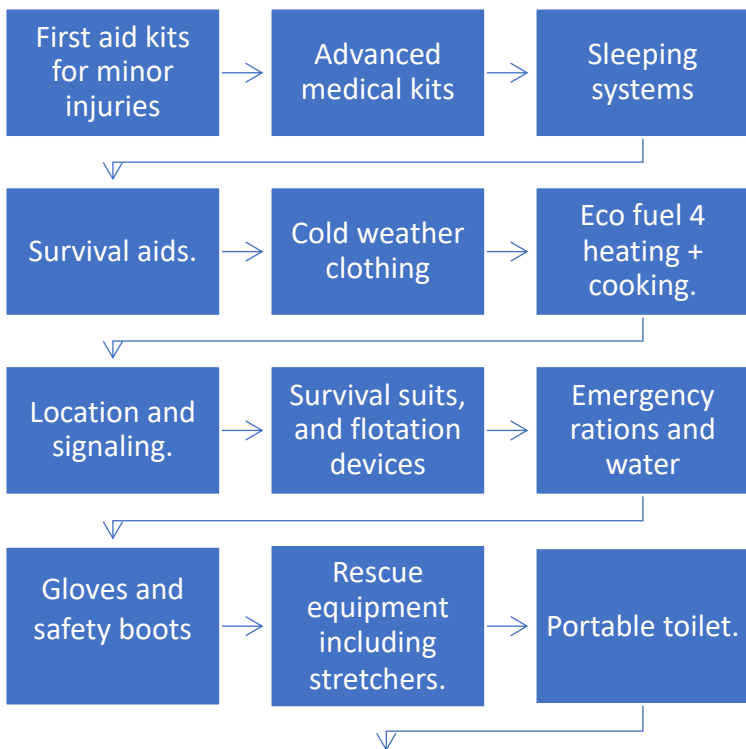 First aid kits
for minor
injuries
Advanced
medical kits
Sleeping
systems
Survival aids.
Cold weather
clothing
Eco fuel 4
heating +
cooking.
Location and
signaling.
Survival suits,
and flotation
devices
Emergency
rations and
water
Gloves and
safety boots
Rescue
equipment
including
stretchers.
Portable toilet.